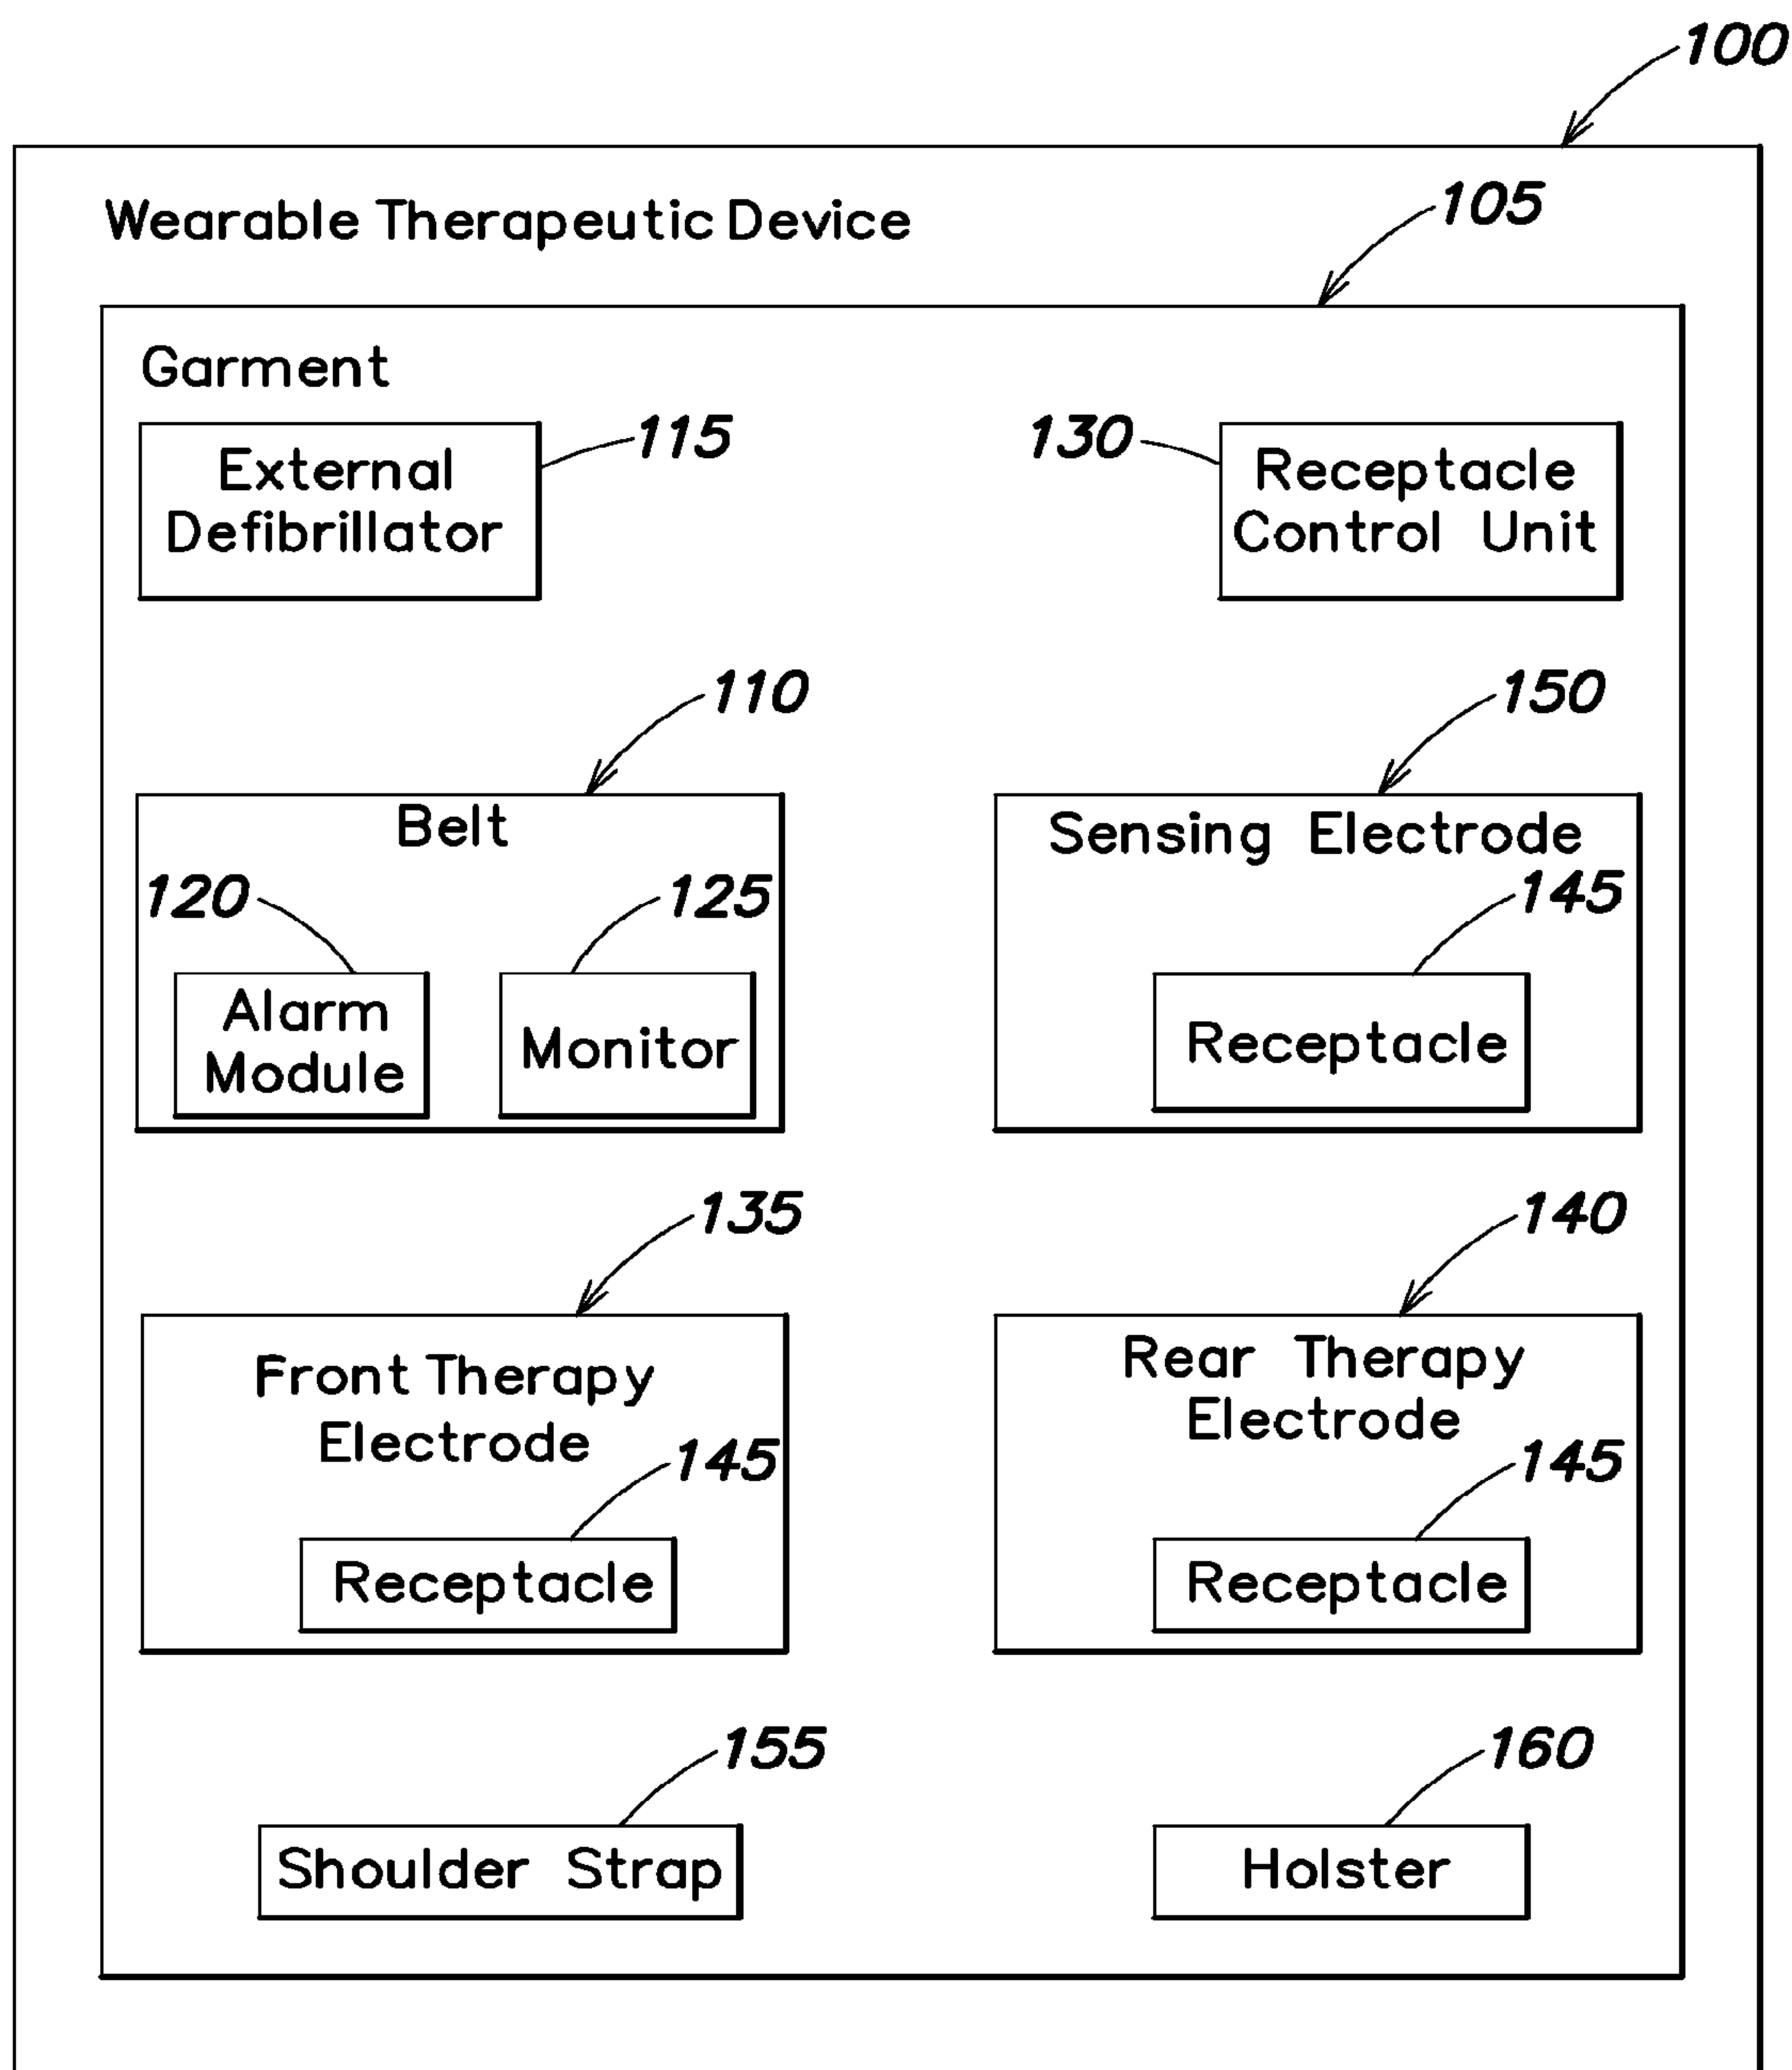 100
Wearable Therapeutic Device
105
Garment
External
Defibrillator
115
130
Receptacle
Control Unit
110
150
Belt
120
125
Alarm
Module
Monitor
Sensing Electrode
145
Receptacle
135
140
Front Therapy
Electrode
145
Receptacle
Rear Therapy
Electrode
145
Receptacle
155
160
Shoulder Strap
Holster